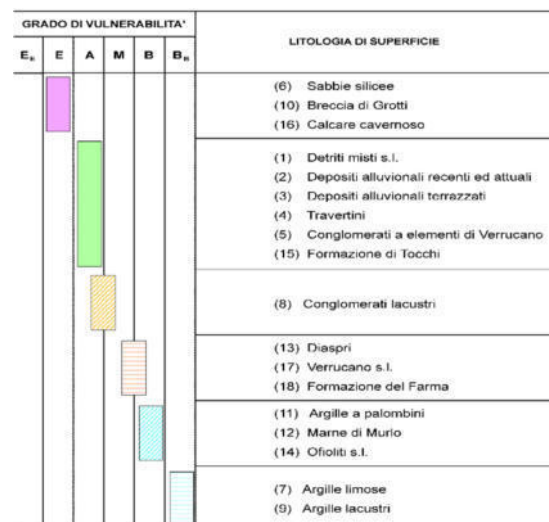 GRADO DI VULNERABILITA'
LITOLOGIA DI SUPERFICIE
E E A M B B
(6) Sabbie silicee
(10) Breccia di Grotti
(16) Calcare cavernoso
(1) Detriti misti s.l.
(2) Depositi alluvionali recenti ed attuali
(3) Depositi alluvionali terrazzati
(4) Travertini
(5) Conglomerati a elementi di Verrucano
(15) Formazione di Tocchi
(8) Conglomerati lacustri
(13) Diaspri
(17) Verrucano s.l.
(18) Formazione del Farma
(11) Argille a palombini
(12) Marne di Murlo
(14) Ofioliti s.l.
(7) Argille limose
(9) Argille lacustri